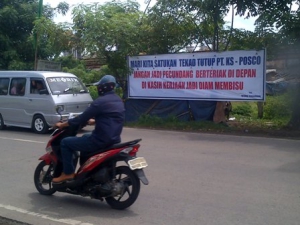 MARI KITA SATUKAN TEKAD TUTUP PT. KS - POSCO
JANGAN JADI PECUNDANG BERTERIAK DI DEPAN
DI KASIH KERJAAN JADI DIAM MEMBISU